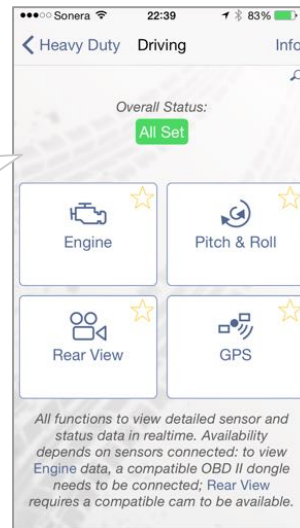 ●●●○○ Sonera 22:39 83%
Heavy Duty Driving Info
Overall Status:
All Set
Engine
Pitch & Roll
Rear View
GPS
All functions to view detailed sensor and
status data in realtime. Availability
depends on sensors connected: to view
Engine data, a compatible OBD II dongle
needs to be connected; Rear View
requires a compatible cam to be available.